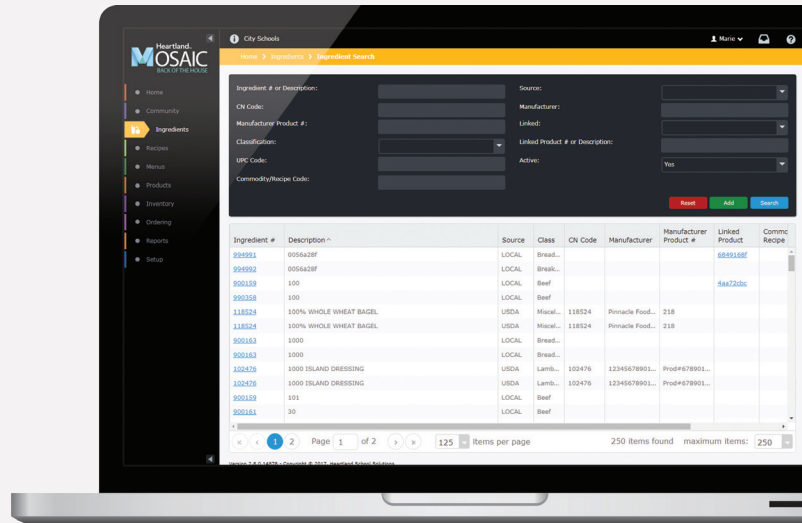 City Schools
Marie
Heartland
MOSAIC
BACK OF THE HOUSE
Home > Ingredients > Ingredient Search
Home
Community
Ingredients
Recipes
Menus
Products
Inventory
Ordering
Reports
Setup
Ingredient # or Description: Source:
CN Code: Manufacturer:
Manufacturer Product #: Linked:
Classification: Linked Product # or Description:
UPC Code: Active: Yes
Commodity/Recipe Code:
Reset Add Search
Ingredient # Description Source Class CN Code Manufacturer Manufacturer Product # Linked Product Commc Recipe
994991 0056a28f LOCAL Bread... 6849168f
994992 0056a28f LOCAL Break...
900159 100 LOCAL Beef 4aa72cbc
990358 100 LOCAL Beef
118524 100% WHOLE WHEAT BAGEL USDA Miscel... 118524 Pinnacle Food... 218
118524 100% WHOLE WHEAT BAGEL USDA Miscel... 118524 Pinnacle Food... 218
900163 1000 LOCAL Bread...
900163 1000 LOCAL Bread...
102476 1000 ISLAND DRESSING USDA Lamb... 102476 12345678901... Prod#678901...
102476 1000 ISLAND DRESSING USDA Lamb... 102476 12345678901... Prod#678901...
900159 101 LOCAL Beef
900161 30 LOCAL Beef
1 2 Page 1 of 2 125 items per page 250 items found maximum items: 250
Copyright © 2017, Heartland School Solutions